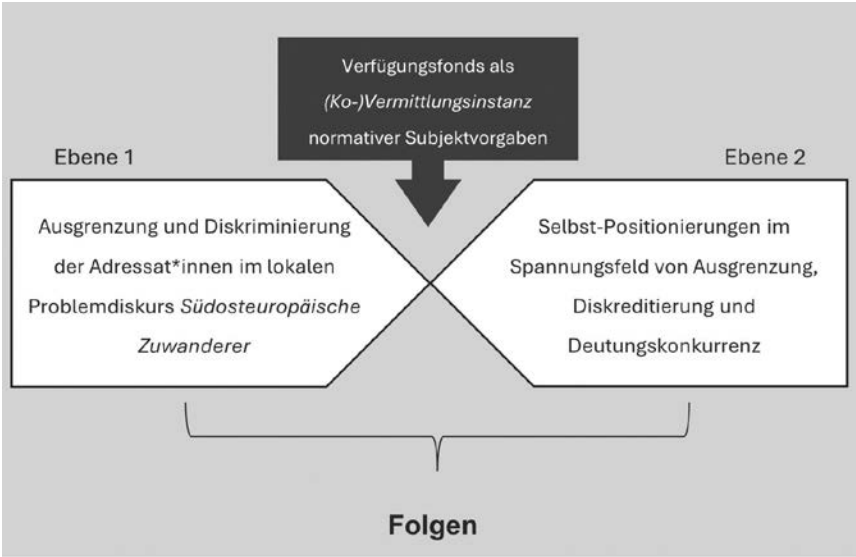 Verfügungsfonds als
(Ko-)Vermittlungsinstanz
normativer Subjektvorgaben
Ebene 1
Ebene 2
Ausgrenzung und Diskriminierung
der Adressat*innen im lokalen
Problemdiskurs Südosteuropäische
Zuwanderer
Selbst-Positionierungen im
Spannungsfeld von Ausgrenzung,
Diskreditierung und
Deutungskonkurrenz
Folgen